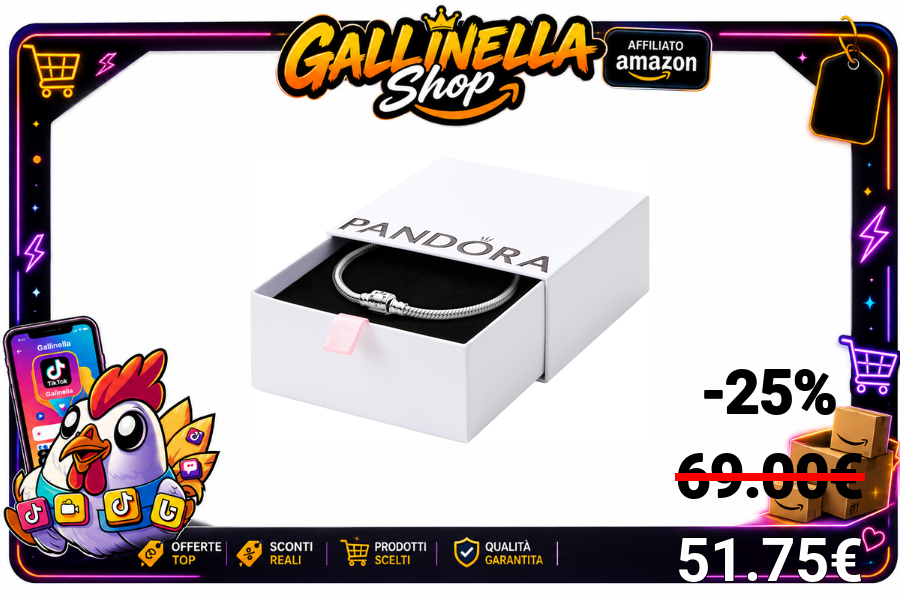 GALLINELLA
Shop
AFFILIATO
amazon
PANDORA
Gallinella
TikTok
Gallinella
-25%
69.00€
51.75€
OFFERTE
TOP
SCONTI
REALI
PRODOTTI
SCELTI
QUALITÀ
GARANTITA